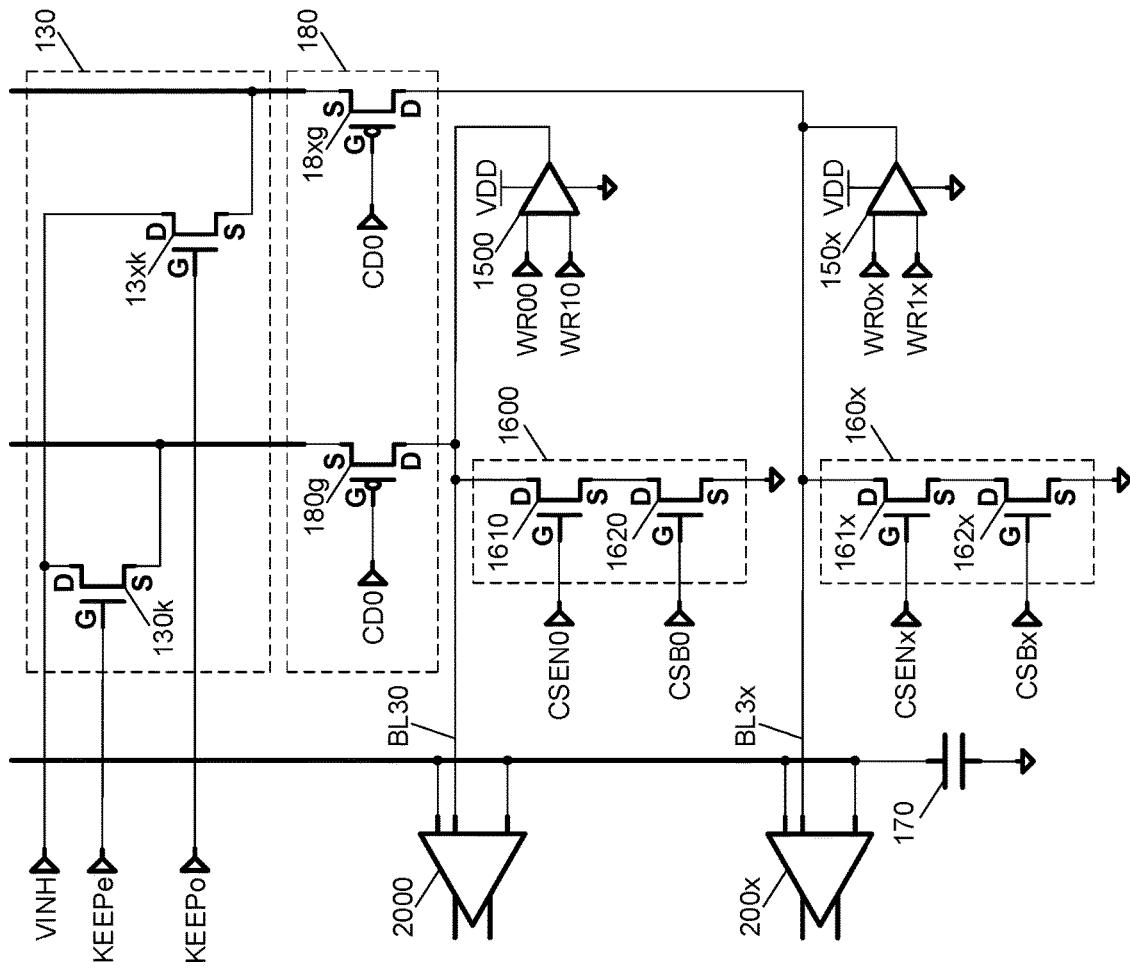 130
180
S
18xg
G
D
D
13xk
G
S
CD0
VDD
1500
WR00
WR10
VDD
150x
WR0x
WR1x
S
180g
G
D
CD0
1600
D
1610
G
S
D
1620
G
S
CSEN0
CSB0
160x
D
161x
G
S
D
162x
G
S
CSENx
CSBx
D
G
S
130k
BL30
BL3x
170
VINH
KEEPe
KEEPo
2000
200x